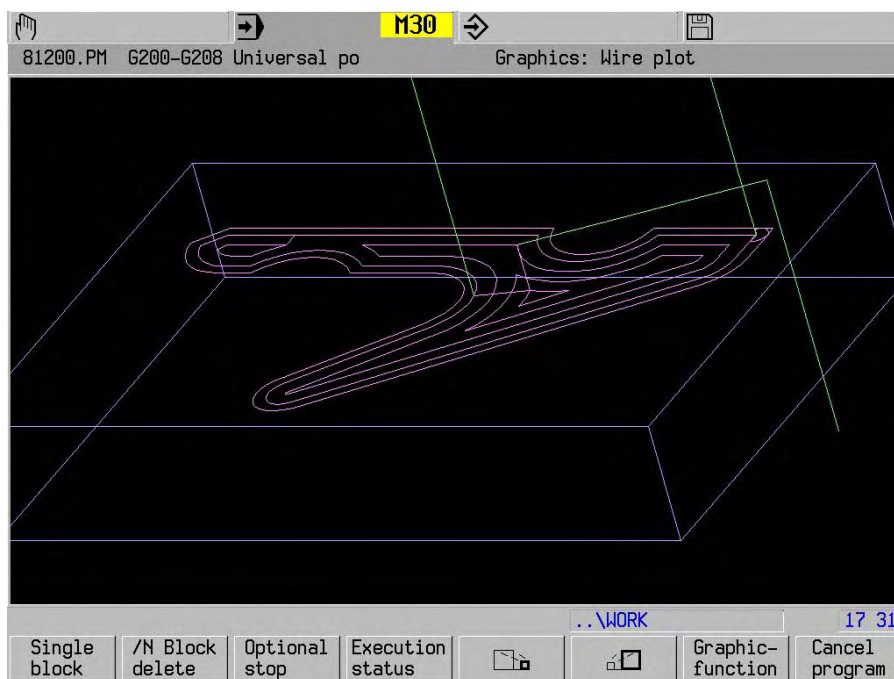 M30
81200.PM G200-G208 Universal po Graphics: Wire plot
..\WORK 17 31
Single block
/N Block delete
Optional stop
Execution status
Graphic-function
Cancel program